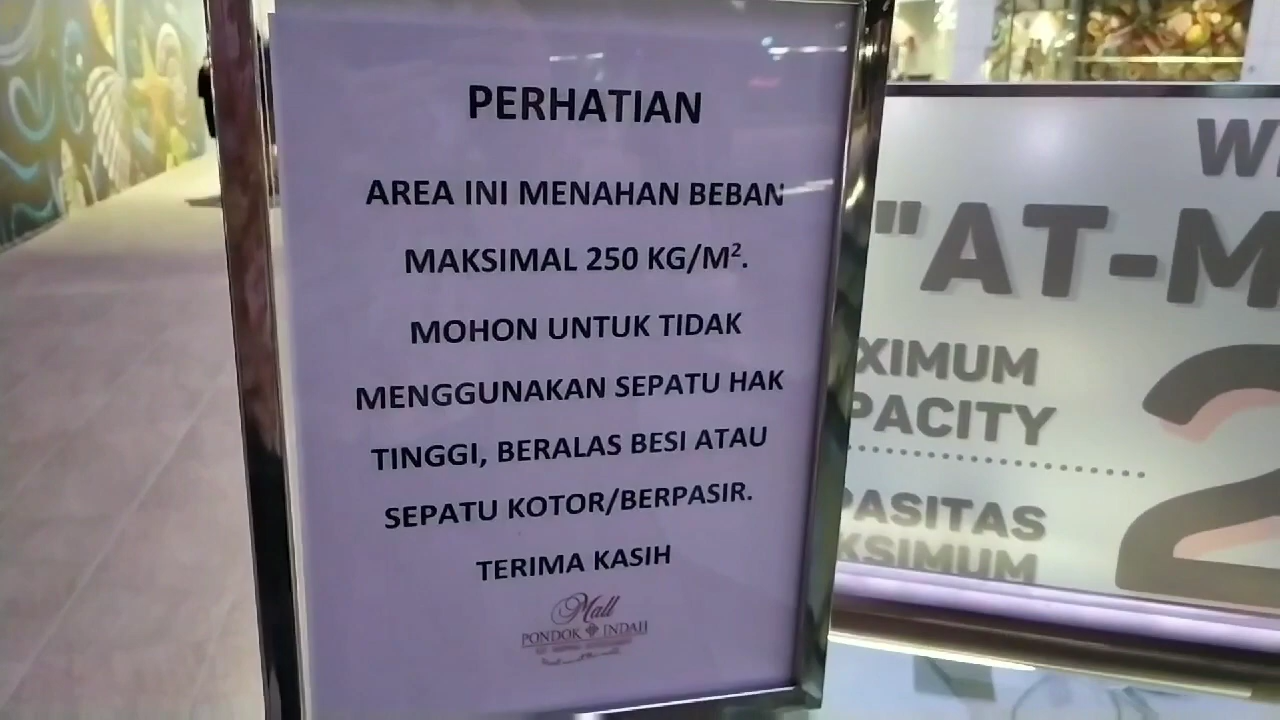 PERHATIAN
AREA INI MENAHAN BEBAN
MAKSIMAL 250 KG/M².
MOHON UNTUK TIDAK
MENGGUNAKAN SEPATU HAK
TINGGI, BERALAS BESI ATAU
SEPATU KOTOR/BERPASIR.
TERIMA KASIH
Mall
PONDOK INDAH
"AT-M
XIMUM
PACITY
PASITAS
KSIMUM
2